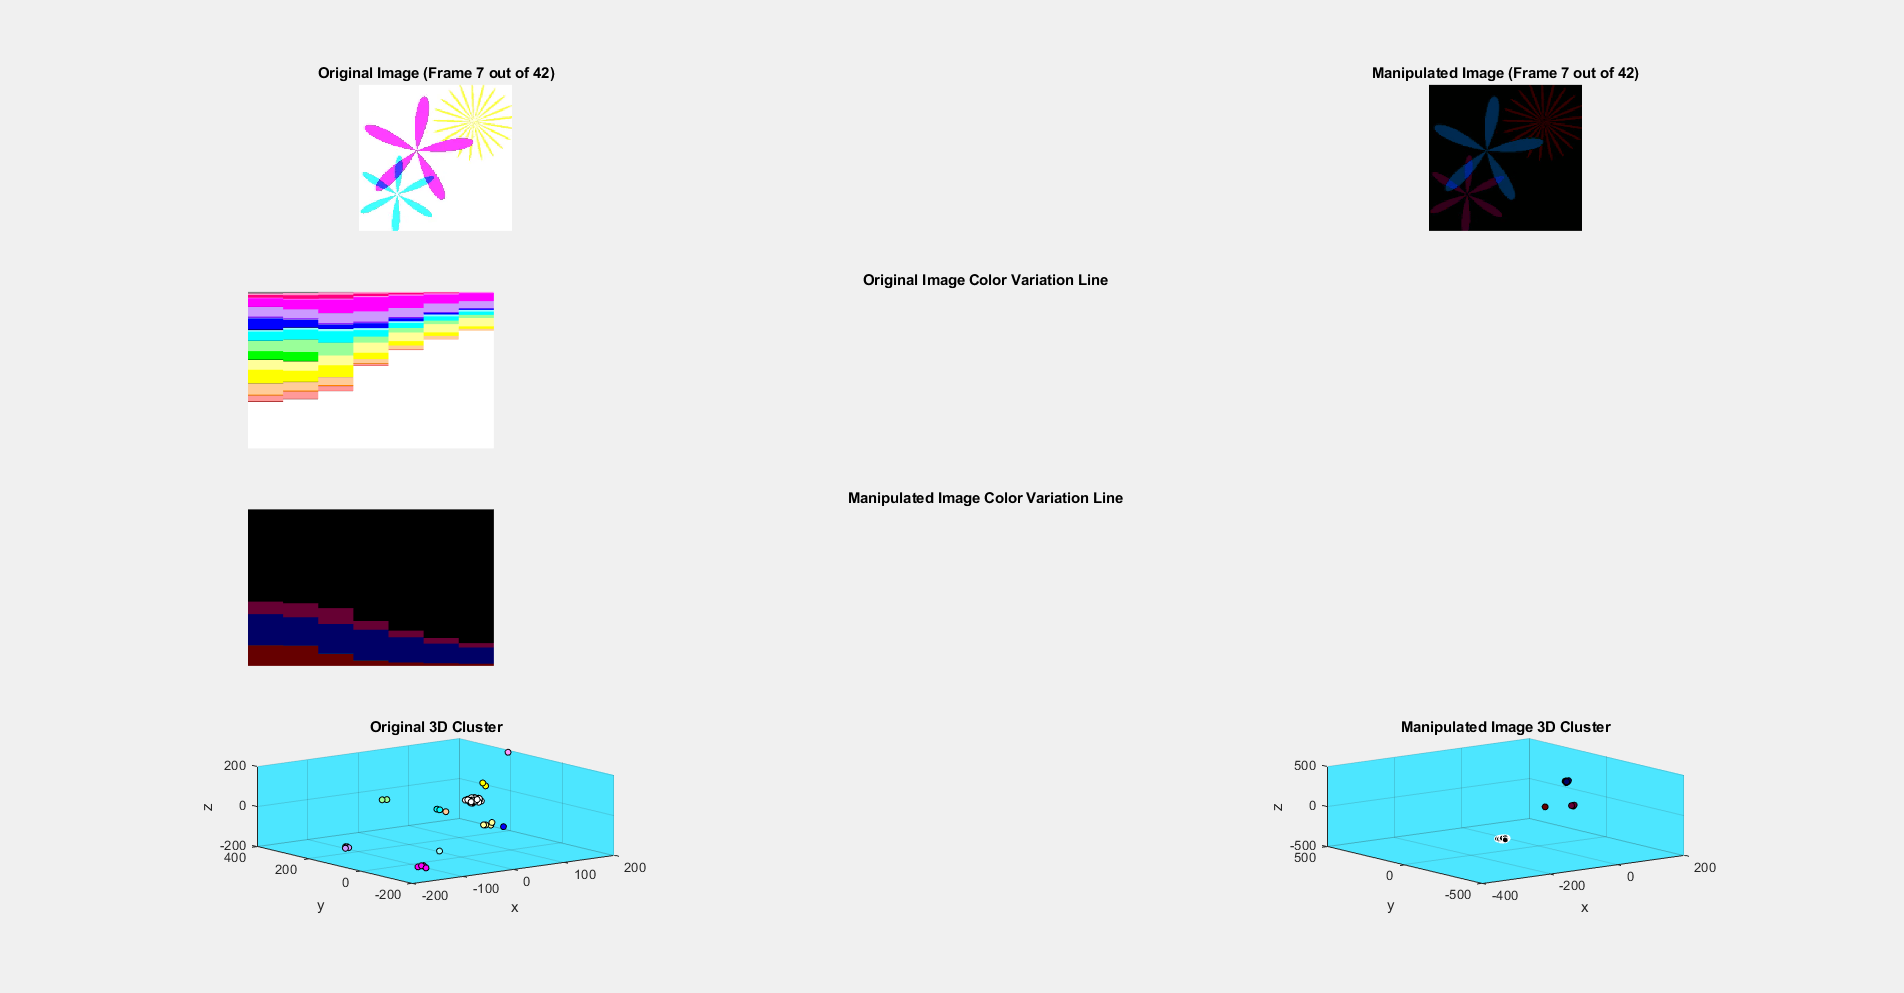 Original Image (Frame 7 out of 42)
Manipulated Image (Frame 7 out of 42)
Original Image Color Variation Line
Manipulated Image Color Variation Line
Original 3D Cluster
200
0
-200
z
400
200
0
-200
y
-200
-100
0
100
200
x
Manipulated Image 3D Cluster
500
0
-500
z
500
0
-500
y
-400
-200
0
200
x